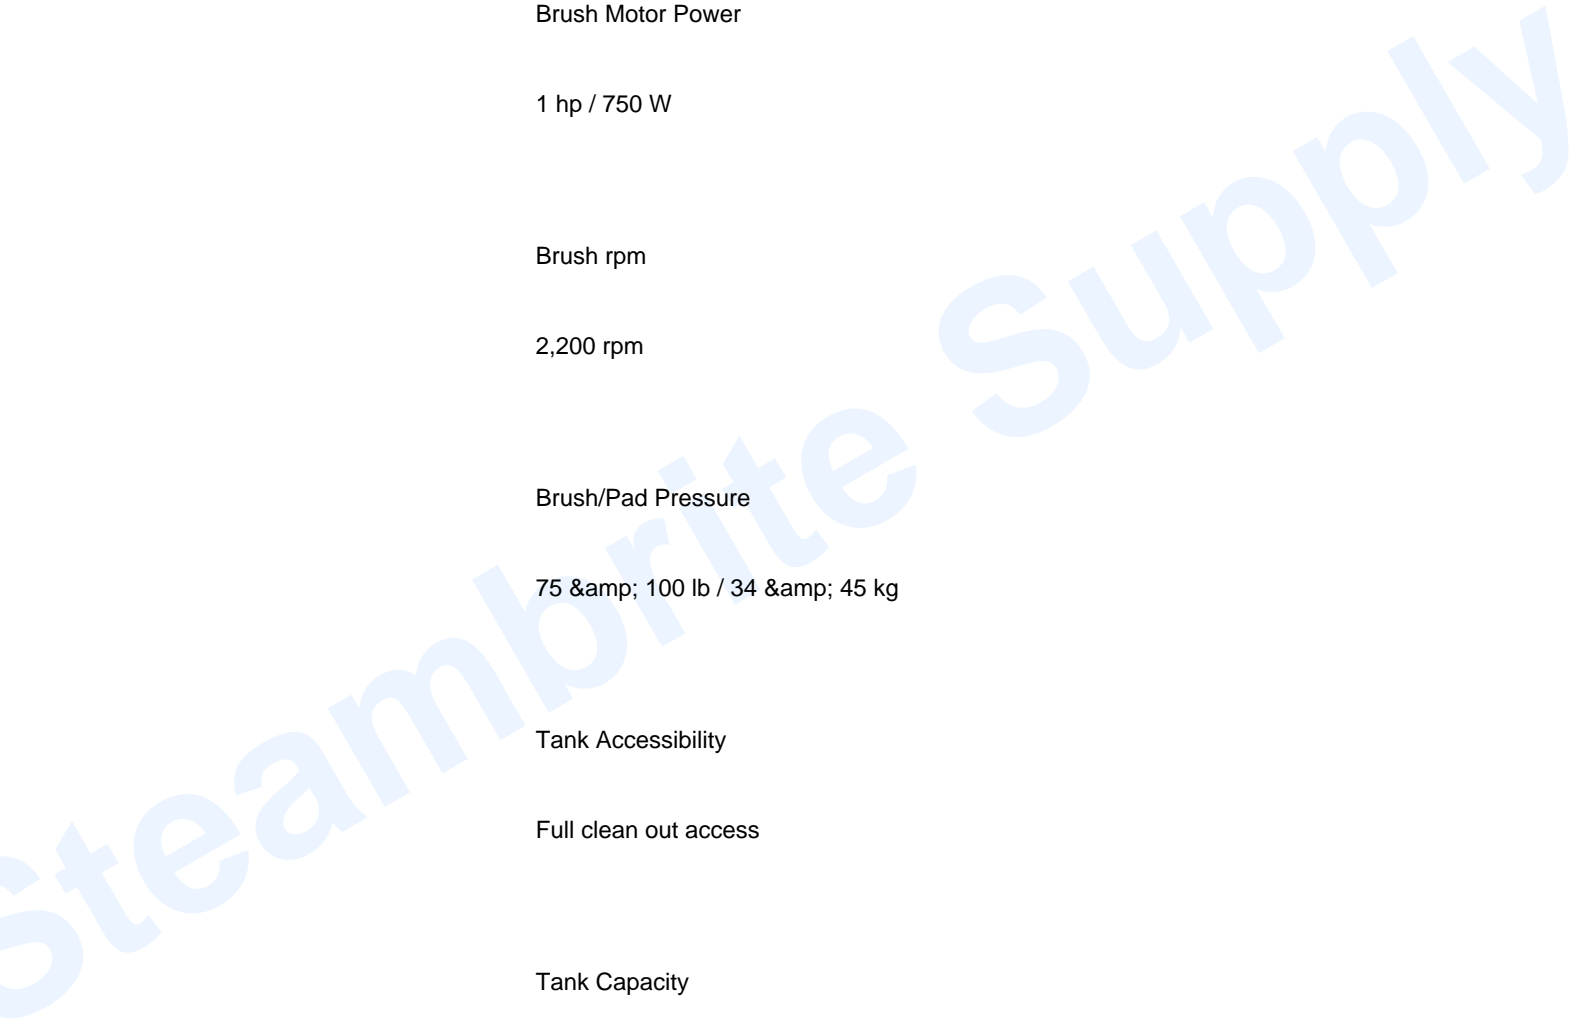 Brush Motor Power
1 hp / 750 W
Brush rpm
2,200 rpm
Brush/Pad Pressure
75 &amp; 100 lb / 34 &amp; 45 kg
Tank Accessibility
Full clean out access
Tank Capacity
Steambrite Supply